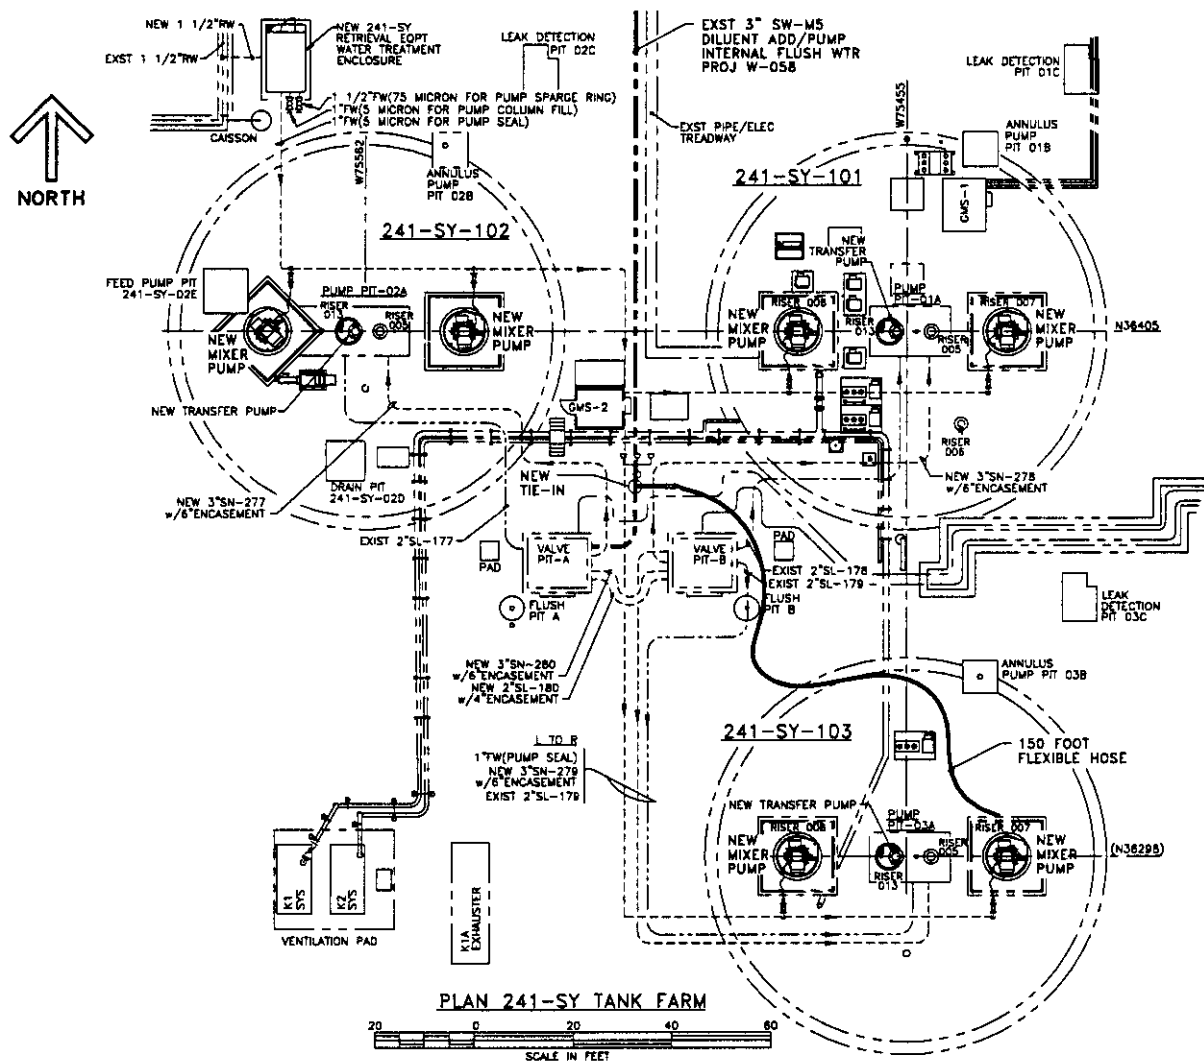 NEW 1 1/2"RW
EXST 1 1/2"RW
NEW 241-SY
RETRIEVAL EQPT
WATER TREATMENT
ENCLOSURE
LEAK DETECTION
PIT 02C
EXST 3" SW-M5
DILUENT ADD/PUMP
INTERNAL FLUSH WTR
PROJ W-058
LEAK DETECTION
PIT 01C
1 1/2"FW(75 MICRON FOR PUMP SPARGE RING)
1"FW(5 MICRON FOR PUMP COLUMN FILL)
1"FW(5 MICRON FOR PUMP SEAL)
CAISSON
NORTH
W75562
W75455
EXST PIPE/ELEC
TREADWAY
ANNULUS
PUMP
PIT 01B
ANNULUS
PUMP
PIT 02B
241-SY-101
GMS-1
241-SY-102
NEW
TRANSFER
PUMP
FEED PUMP PIT
241-SY-02E
PUMP PIT-02A
RISER
013
RISER
005
NEW
MIXER
PUMP
NEW
MIXER
PUMP
RISER 006
NEW
MIXER
PUMP
RISER
013
PUMP
PIT-01A
RISER
005
RISER 007
NEW
MIXER
PUMP
N36405
NEW TRANSFER PUMP
GMS-2
RISER
006
DRAIN PIT
241-SY-02D
NEW 3"SN-277
w/6"ENCASEMENT
NEW
TIE-IN
NEW 3"SN-278
w/6"ENCASEMENT
EXIST 2"SL-177
PAD
VALVE
PIT-A
VALVE
PIT-B
PAD
EXIST 2"SL-178
EXIST 2"SL-179
FLUSH
PIT A
FLUSH
PIT B
LEAK
DETECTION
PIT 03C
NEW 3"SN-280
w/6"ENCASEMENT
NEW 2"SL-180
w/4"ENCASEMENT
ANNULUS
PUMP PIT 03B
241-SY-103
L TO R
1"FW(PUMP SEAL)
NEW 3"SN-279
w/6"ENCASEMENT
EXIST 2"SL-179
150 FOOT
FLEXIBLE HOSE
NEW TRANSFER PUMP
RISER 006
NEW
MIXER
PUMP
PUMP
PIT-03A
RISER
005
RISER
013
RISER 007
NEW
MIXER
PUMP
(N36298)
K1
SYS
K2
SYS
VENTILATION PAD
K1A
EXHAUSTER
PLAN 241-SY TANK FARM
20 0 20 40 60
SCALE IN FEET